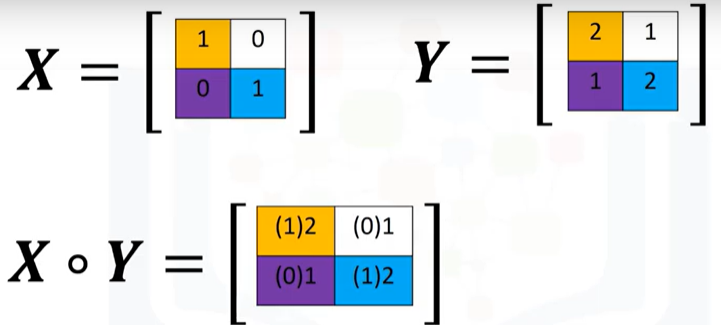 X = [ 1 0 ] Y = [ 2 1 ]
0 1 1 2
X ∘ Y = [ (1)2 (0)1 ]
(0)1 (1)2